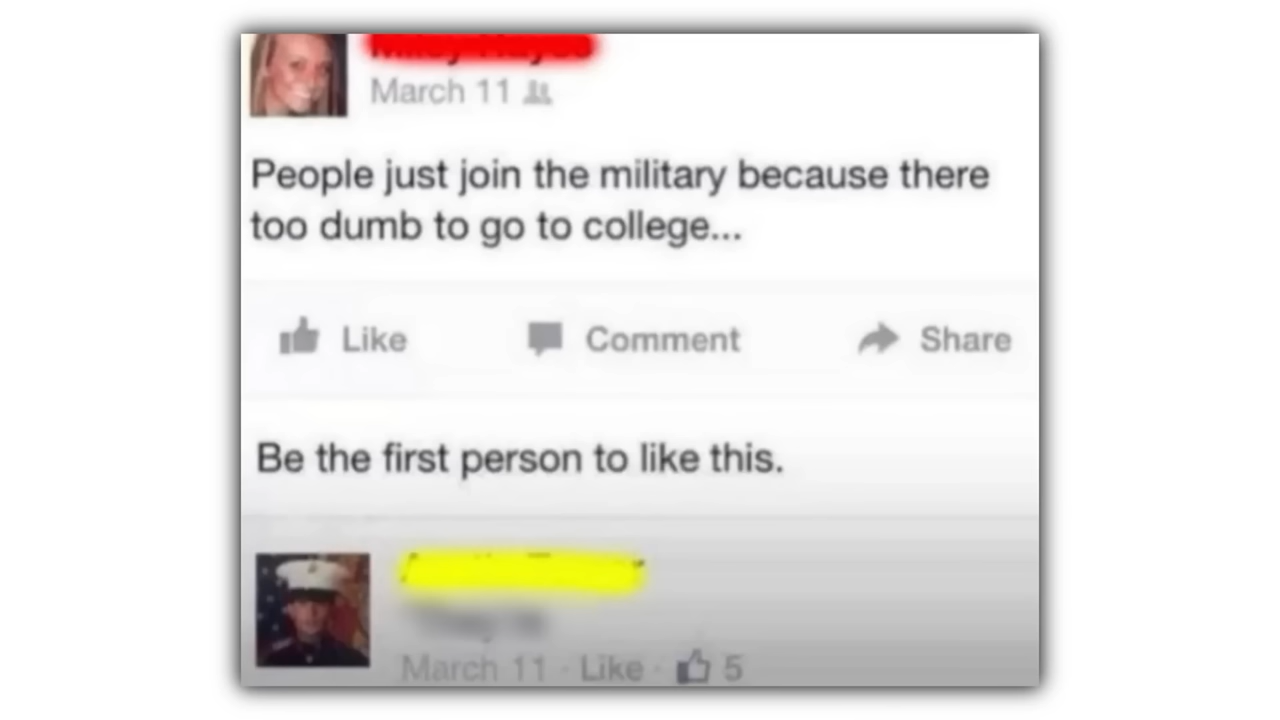 March 11
People just join the military because there
too dumb to go to college...
Like Comment Share
Be the first person to like this.
March 11 · Like · 5